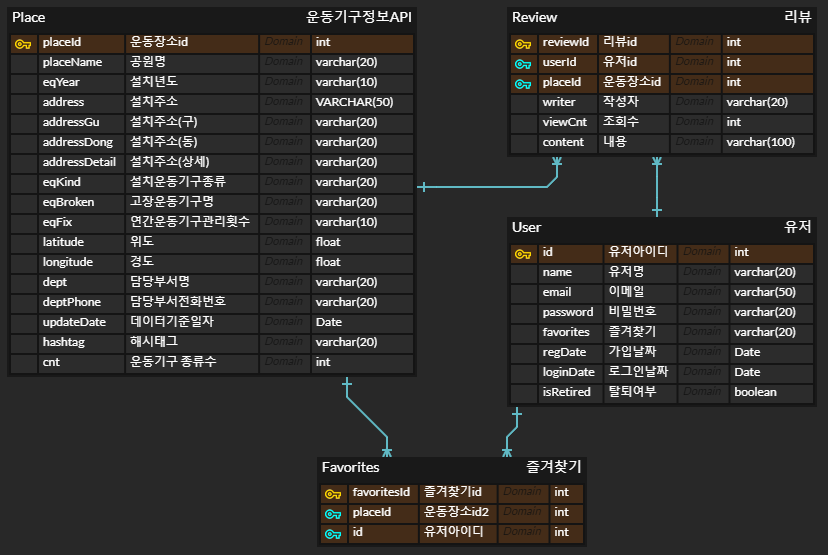 Place 운동기구정보API
placeId 운동장소id Domain int
placeName 공원명 Domain varchar(20)
eqYear 설치년도 Domain varchar(10)
address 설치주소 Domain VARCHAR(50)
addressGu 설치주소(구) Domain varchar(20)
addressDong 설치주소(동) Domain varchar(20)
addressDetail 설치주소(상세) Domain varchar(20)
eqKind 설치운동기구종류 Domain varchar(20)
eqBroken 고장운동기구명 Domain varchar(20)
eqFix 연간운동기구관리횟수 Domain varchar(10)
latitude 위도 Domain float
longitude 경도 Domain float
dept 담당부서명 Domain varchar(20)
deptPhone 담당부서전화번호 Domain varchar(20)
updateDate 데이터기준일자 Domain Date
hashtag 해시태그 Domain varchar(20)
cnt 운동기구 종류수 Domain int
Review 리뷰
reviewId 리뷰id Domain int
userId 유저id Domain int
placeId 운동장소id Domain int
writer 작성자 Domain varchar(20)
viewCnt 조회수 Domain int
content 내용 Domain varchar(100)
User 유저
id 유저아이디 Domain int
name 유저명 Domain varchar(20)
email 이메일 Domain varchar(50)
password 비밀번호 Domain varchar(20)
favorites 즐겨찾기 Domain varchar(20)
regDate 가입날짜 Domain Date
loginDate 로그인날짜 Domain Date
isRetired 탈퇴여부 Domain boolean
Favorites 즐겨찾기
favoritesId 즐겨찾기id Domain int
placeId 운동장소id2 Domain int
id 유저아이디 Domain int